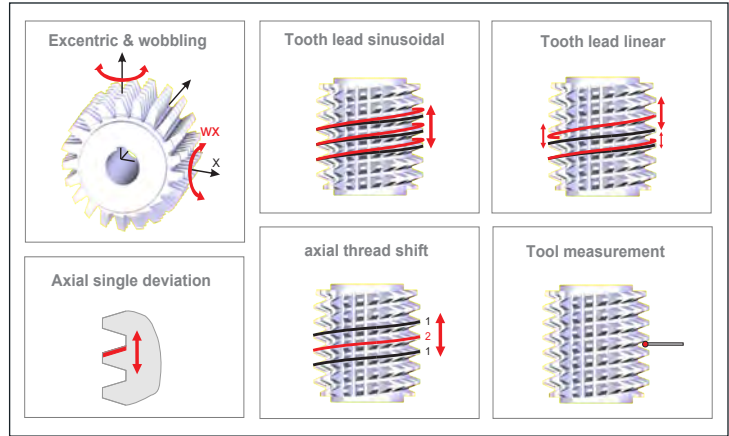 Excentric & wobbling
WX
X
Tooth lead sinusoidal
Tooth lead linear
Axial single deviation
axial thread shift
1
2
1
Tool measurement